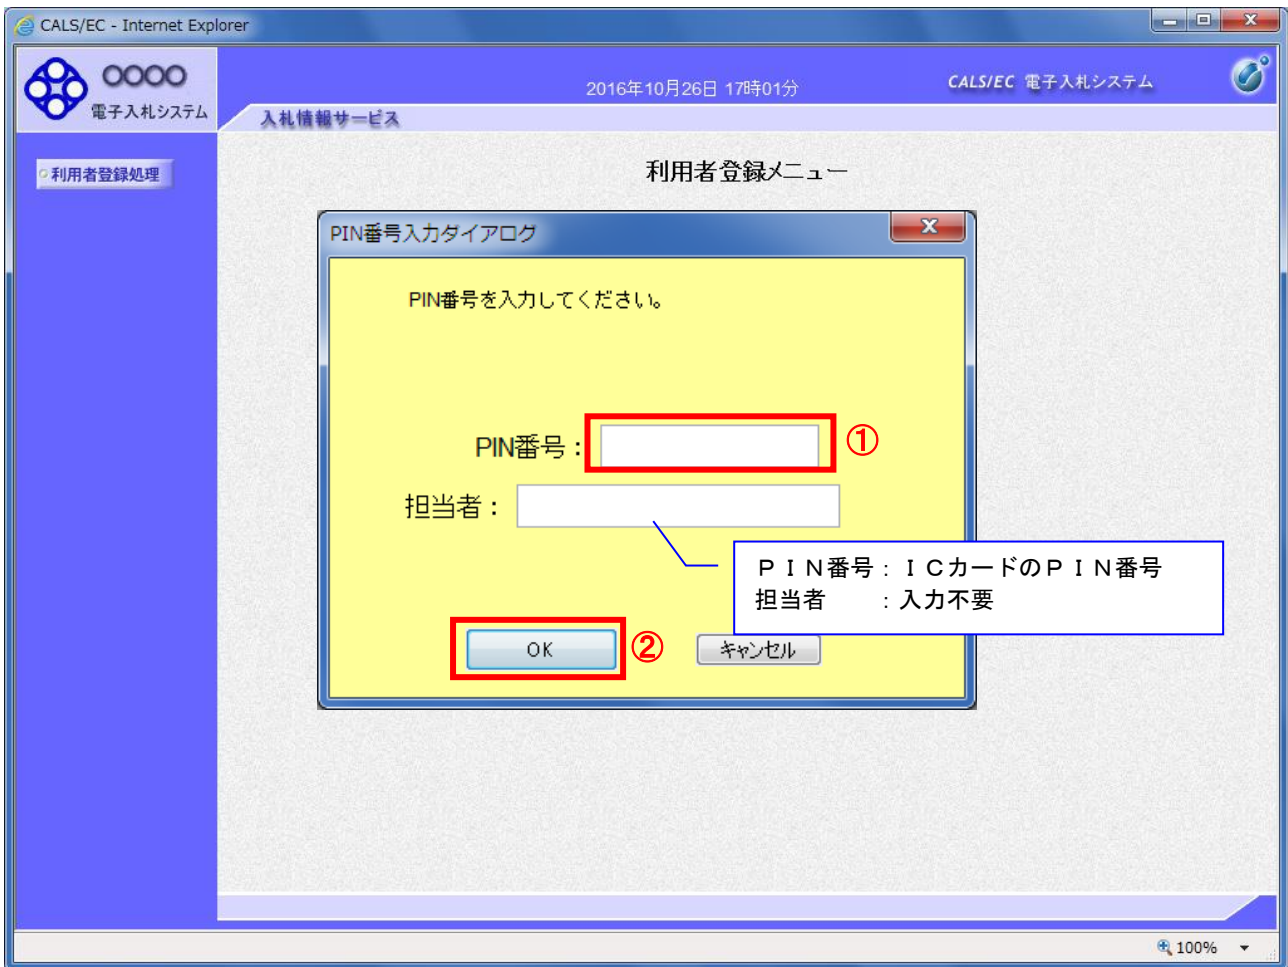 CALS/EC - Internet Explorer
○○○○
電子入札システム
2016年10月26日 17時01分
CALS/EC 電子入札システム
入札情報サービス
利用者登録処理
利用者登録メニュー
PIN番号入力ダイアログ
PIN番号を入力してください。
PIN番号：
①
担当者：
ＰＩＮ番号：ＩＣカードのＰＩＮ番号
担当者　　：入力不要
OK
②
キャンセル
100%